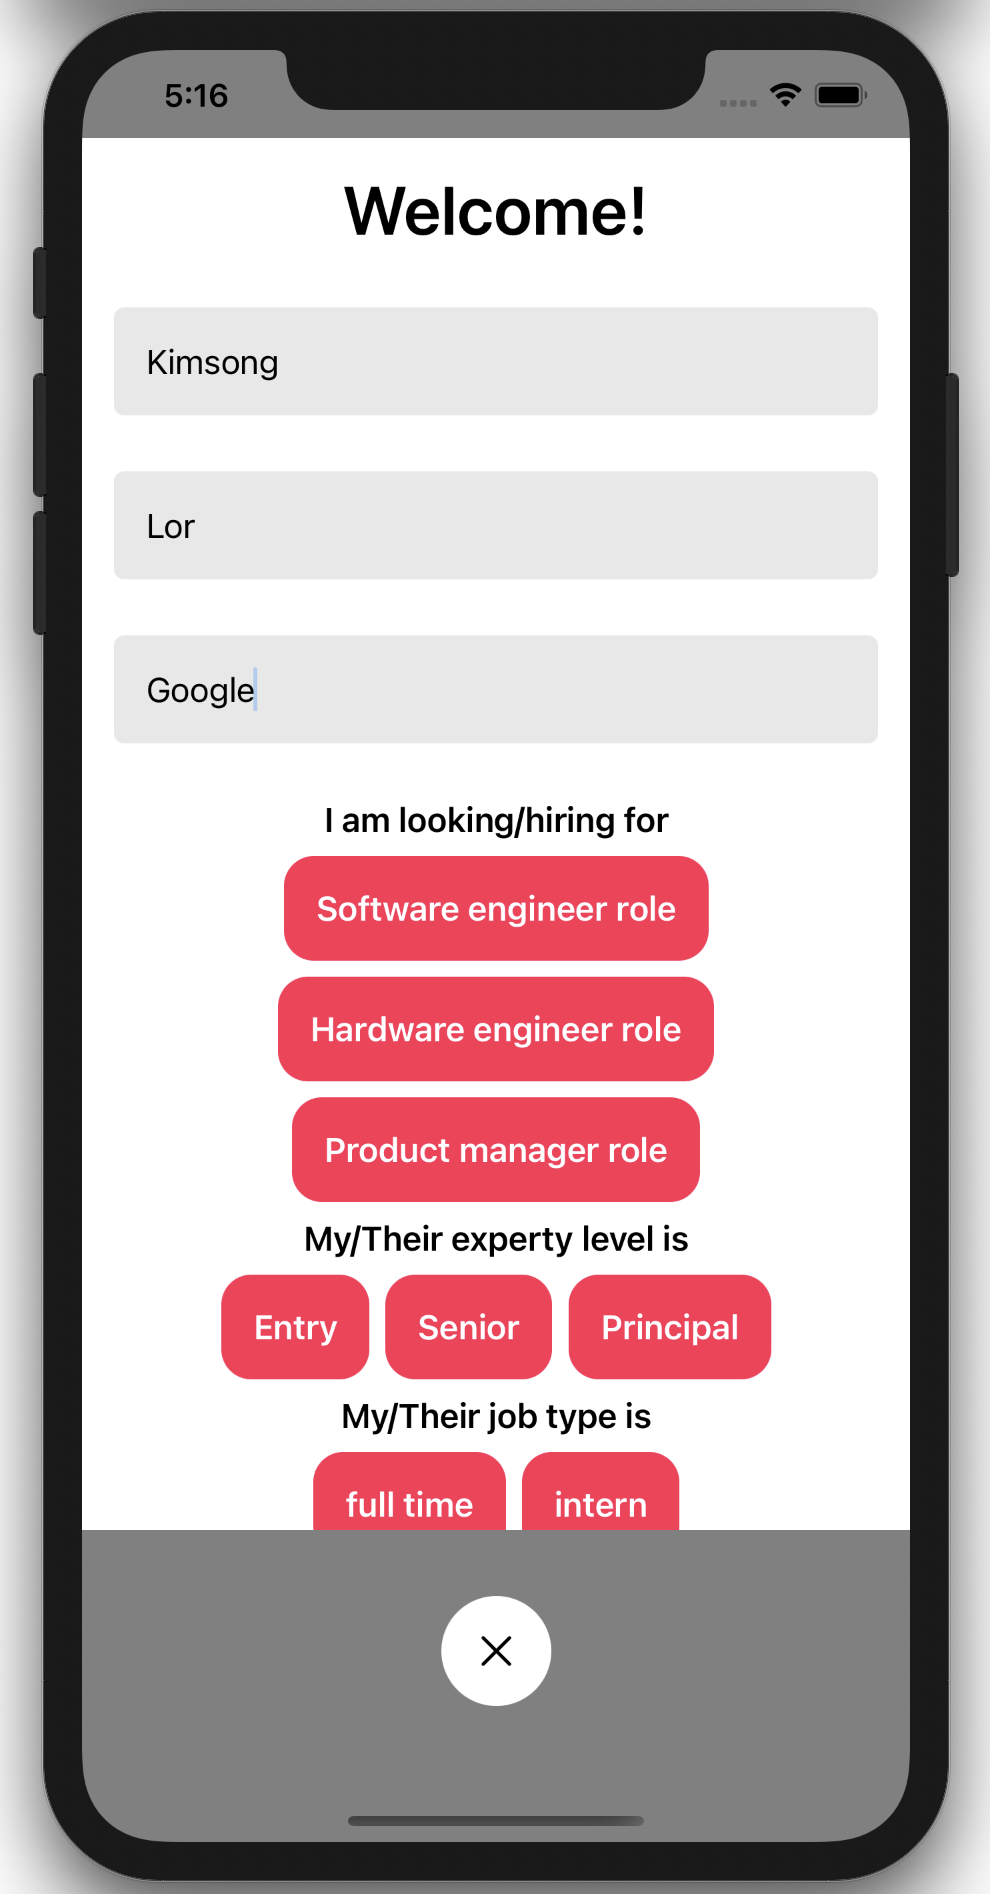 5:16
Welcome!
Kimsong
Lor
Google
I am looking/hiring for
Software engineer role
Hardware engineer role
Product manager role
My/Their experty level is
Entry Senior Principal
My/Their job type is
full time intern